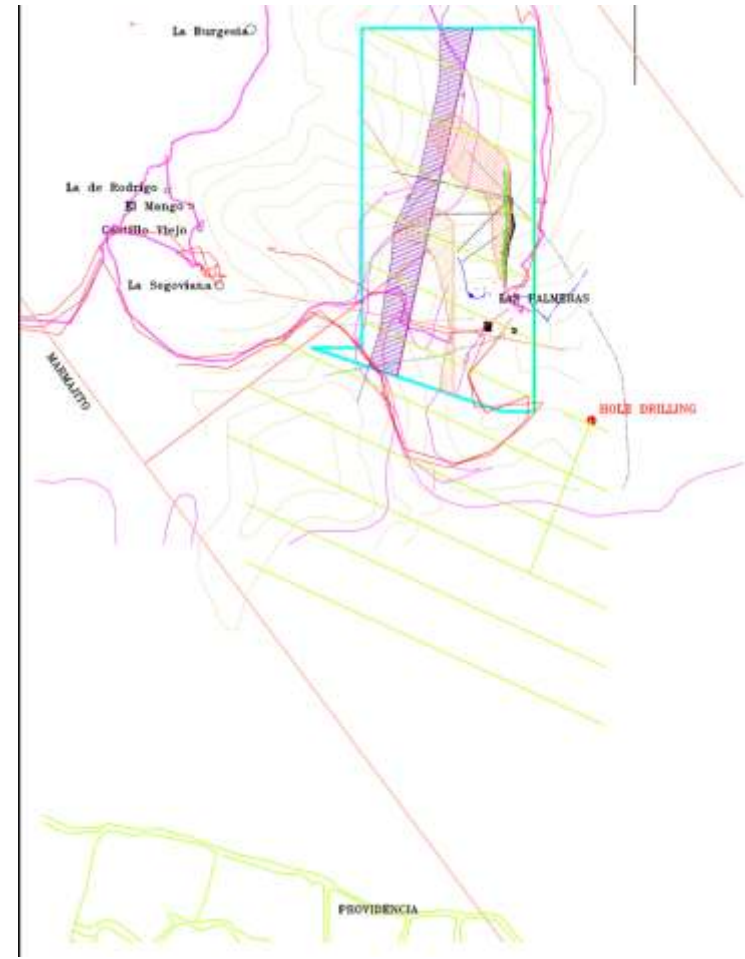 La Burgesia
La de Rodrigo
El Mango
Castillo Viejo
La Segoviana
LAS PALMERAS
MARMAJITO
HOLE DRILLING
PROVIDENCIA